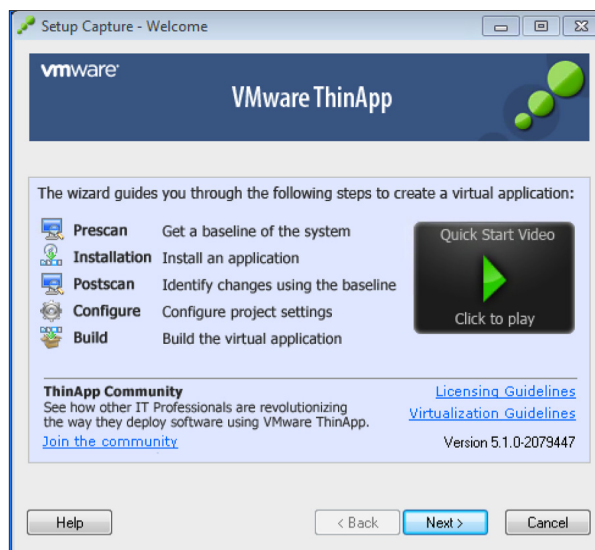 Setup Capture - Welcome
vmware
VMware ThinApp
The wizard guides you through the following steps to create a virtual application:
Prescan Get a baseline of the system
Installation Install an application
Postscan Identify changes using the baseline
Configure Configure project settings
Build Build the virtual application
Quick Start Video
Click to play
ThinApp Community
See how other IT Professionals are revolutionizing
the way they deploy software using VMware ThinApp.
Join the community
Licensing Guidelines
Virtualization Guidelines
Version 5.1.0-2079447
Help
< Back
Next >
Cancel